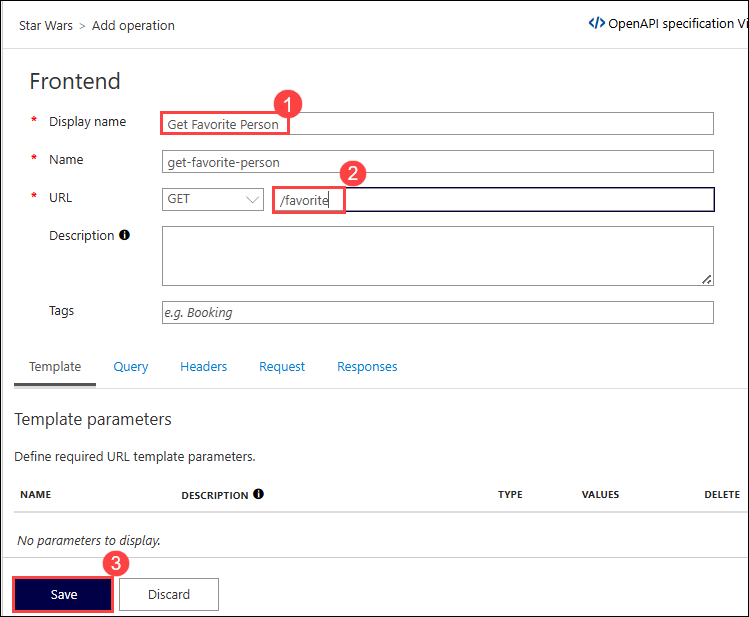 Star Wars > Add operation
</> OpenAPI specification Vi
Frontend
1
* Display name
Get Favorite Person
* Name
get-favorite-person
2
* URL
GET
/favorite
Description
Tags
e.g. Booking
Template Query Headers Request Responses
Template parameters
Define required URL template parameters.
NAME DESCRIPTION TYPE VALUES DELETE
No parameters to display.
3
Save Discard